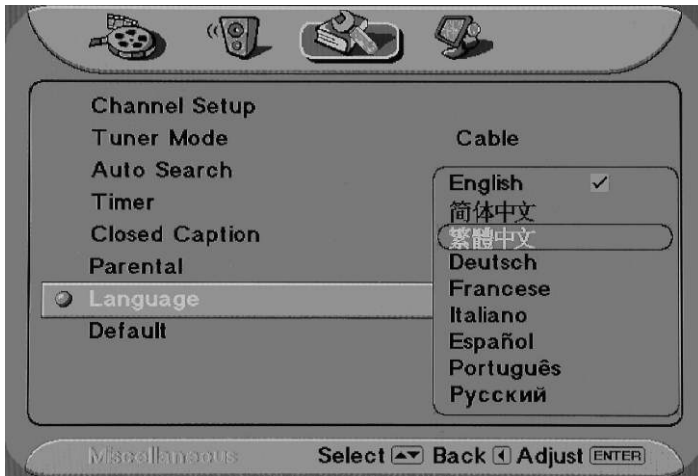 Channel Setup
Tuner Mode Cable
Auto Search
Timer
Closed Caption
Parental
Language
Default
English
简体中文
繁體中文
Deutsch
Francese
Italiano
Español
Português
Русский
Miscellaneous Select Back Adjust ENTER